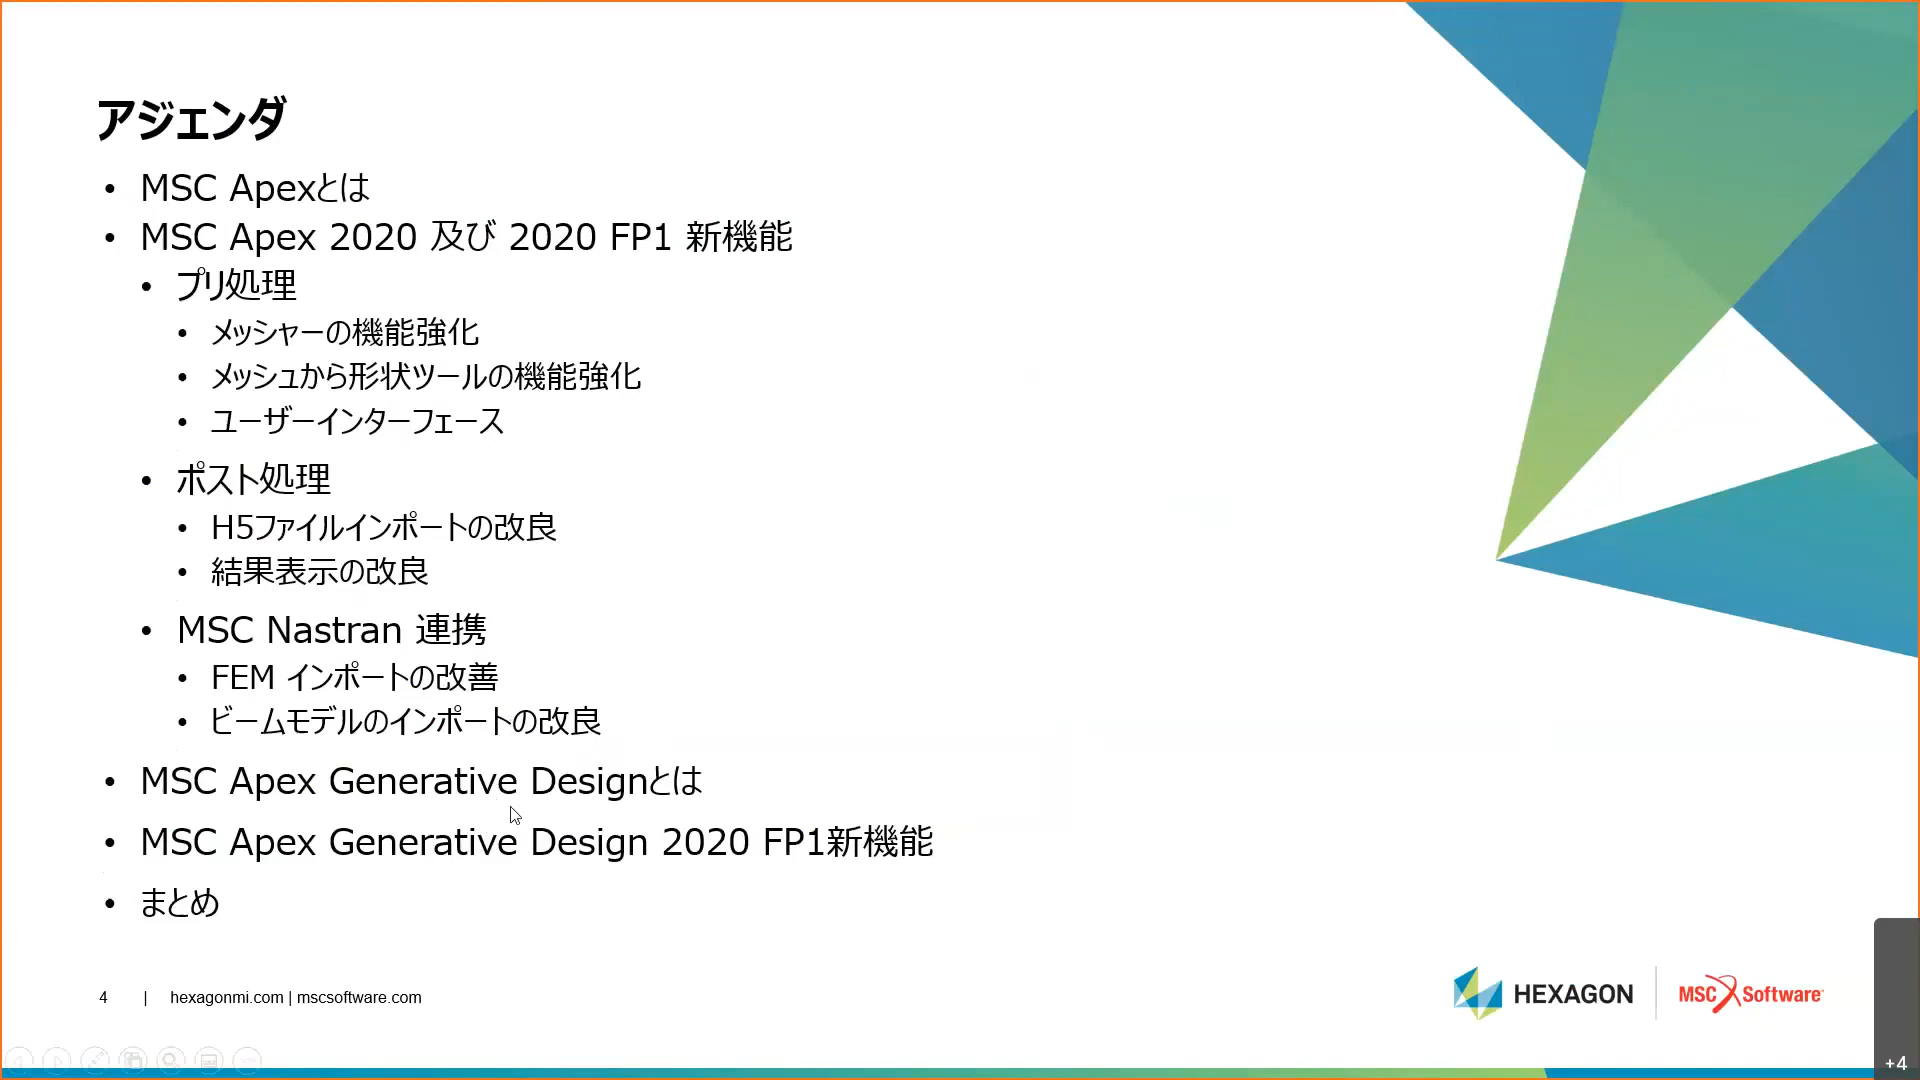 アジェンダ
• MSC Apexとは
• MSC Apex 2020 及び 2020 FP1 新機能
• プリ処理
• メッシャーの機能強化
• メッシュから形状ツールの機能強化
• ユーザーインターフェース
• ポスト処理
• H5ファイルインポートの改良
• 結果表示の改良
• MSC Nastran 連携
• FEM インポートの改善
• ビームモデルのインポートの改良
• MSC Apex Generative Designとは
• MSC Apex Generative Design 2020 FP1新機能
• まとめ
4 | hexagonmi.com | mscsoftware.com
HEXAGON
MSC Software
+4